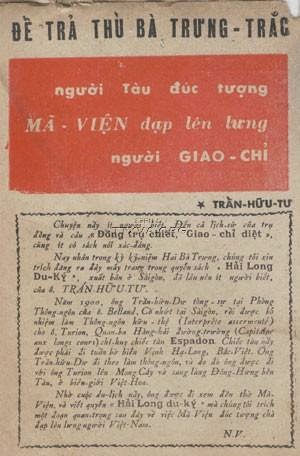 ĐỂ TRẢ THÙ BÀ TRƯNG-TRẮC
người Tàu đúc tượng
MÃ - VIỆN đạp lên lưng
người GIAO - CHỈ
★ TRẦN-HỮU-TƯ
Chuyện này ít người biết. Đến cả lịch-sử của trụ
đồng và câu « Đồng trụ chiết, Giao - chỉ diệt »,
cũng ít có sách nói xác-đáng.
Nay nhân trong kỳ kỷ-niệm Hai Bà Trưng, chúng tôi xin
trích đăng ra đây mấy trang trong quyển sách « Hải Long
Du-Ký », xuất bản ở Sàigòn, đã lâu nên ít người biết,
của ô. TRẦN-HỮU-TƯ.
Năm 1900, ông Trần-hữu-Dư tòng-sự tại Phòng
Thông-ngôn của ô. Belland, Cò nhứt tại Sàigòn, rồi được bổ
nhiệm làm Thông-ngôn hữu-thệ (Interprète assermenté)
cho ô. Turion, Quan-ba Hàng-hải đường-trường (Capitaine
aux longs cours) chỉ-huy chiếc tàu Espadon Chiếc tàu này
được phái đi tuần bờ biển Vịnh Hạ-Long, Bắc-Việt. Ông
Trần-hữu-Dư đi theo làm thông-ngôn, và do đó ông được đi
với ông Turion lên Mong-Cáy và sang làng Đông-Hưng bên
Tàu, ở biên-giới Việt-Hoa.
Nhờ cuộc du-lịch này, ông được đi xem đền thờ Mã-
Viện, và viết quyển « Hải Long du-ký » mà chúng tôi trích
một đoạn quan-trọng sau đây về việc Mã Viện đúc tượng chà
đạp lên lưng người Việt-Nam.
N.V.